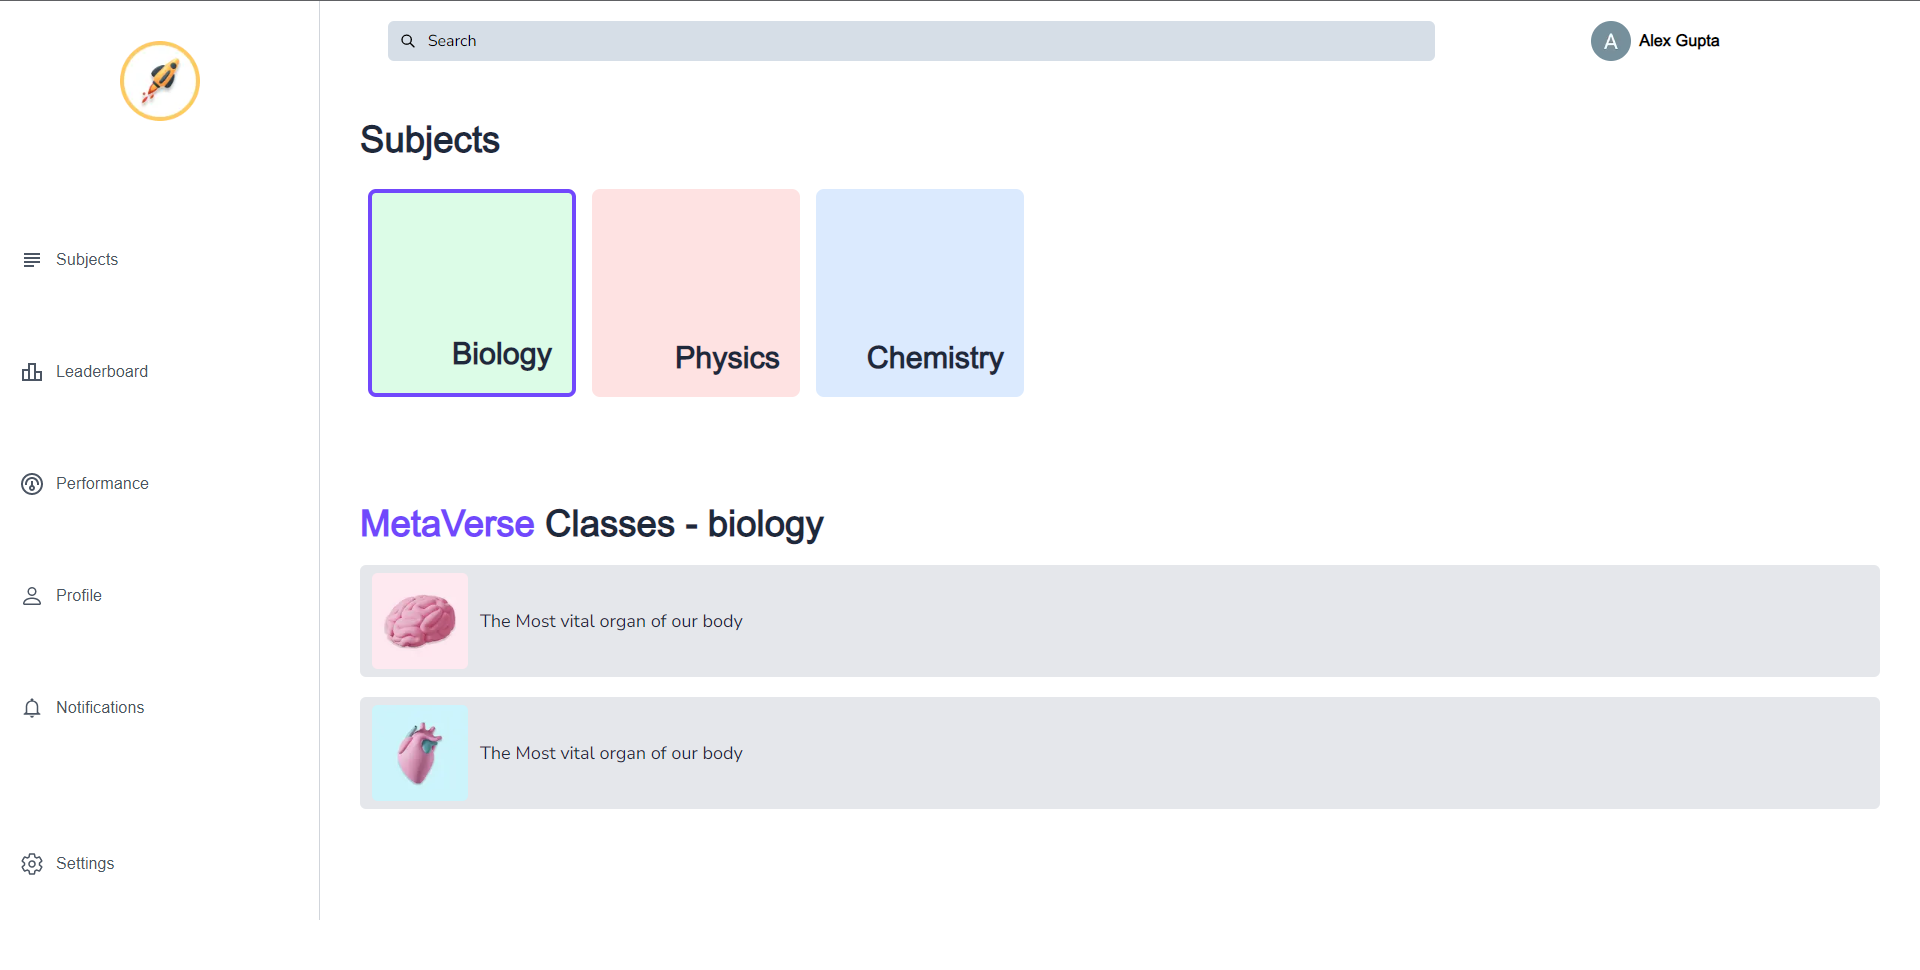 Search
A
Alex Gupta
Subjects
Leaderboard
Performance
Profile
Notifications
Settings
Subjects
Biology
Physics
Chemistry
MetaVerse Classes - biology
The Most vital organ of our body
The Most vital organ of our body